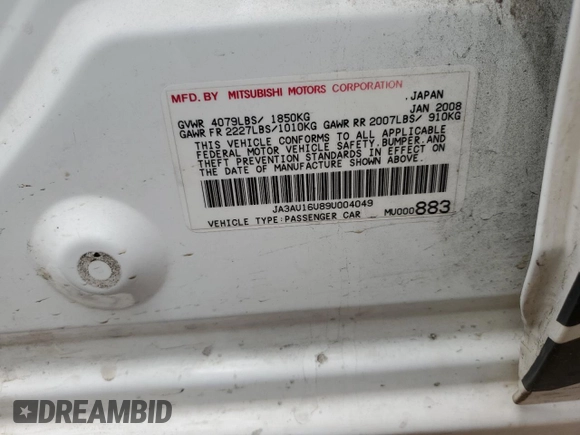 MFD. BY MITSUBISHI MOTORS CORPORATION
, JAPAN
GVWR 4079LBS/ 1850KG JAN 2008
GAWR FR 2227LBS/1010KG GAWR RR 2007LBS/ 910KG
THIS VEHICLE CONFORMS TO ALL APPLICABLE
FEDERAL MOTOR VEHICLE SAFETY, BUMPER, AND
THEFT PREVENTION STANDARDS IN EFFECT ON
THE DATE OF MANUFACTURE SHOWN ABOVE.
JA3AU16U89U004049
VEHICLE TYPE:PASSENGER CAR MU000883
DREAMBID